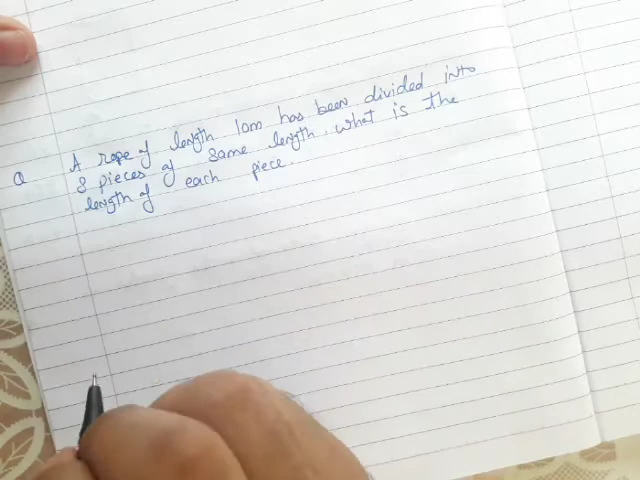 Q A rope of length 10m has been divided into
8 pieces of same length. what is the
length of each piece.